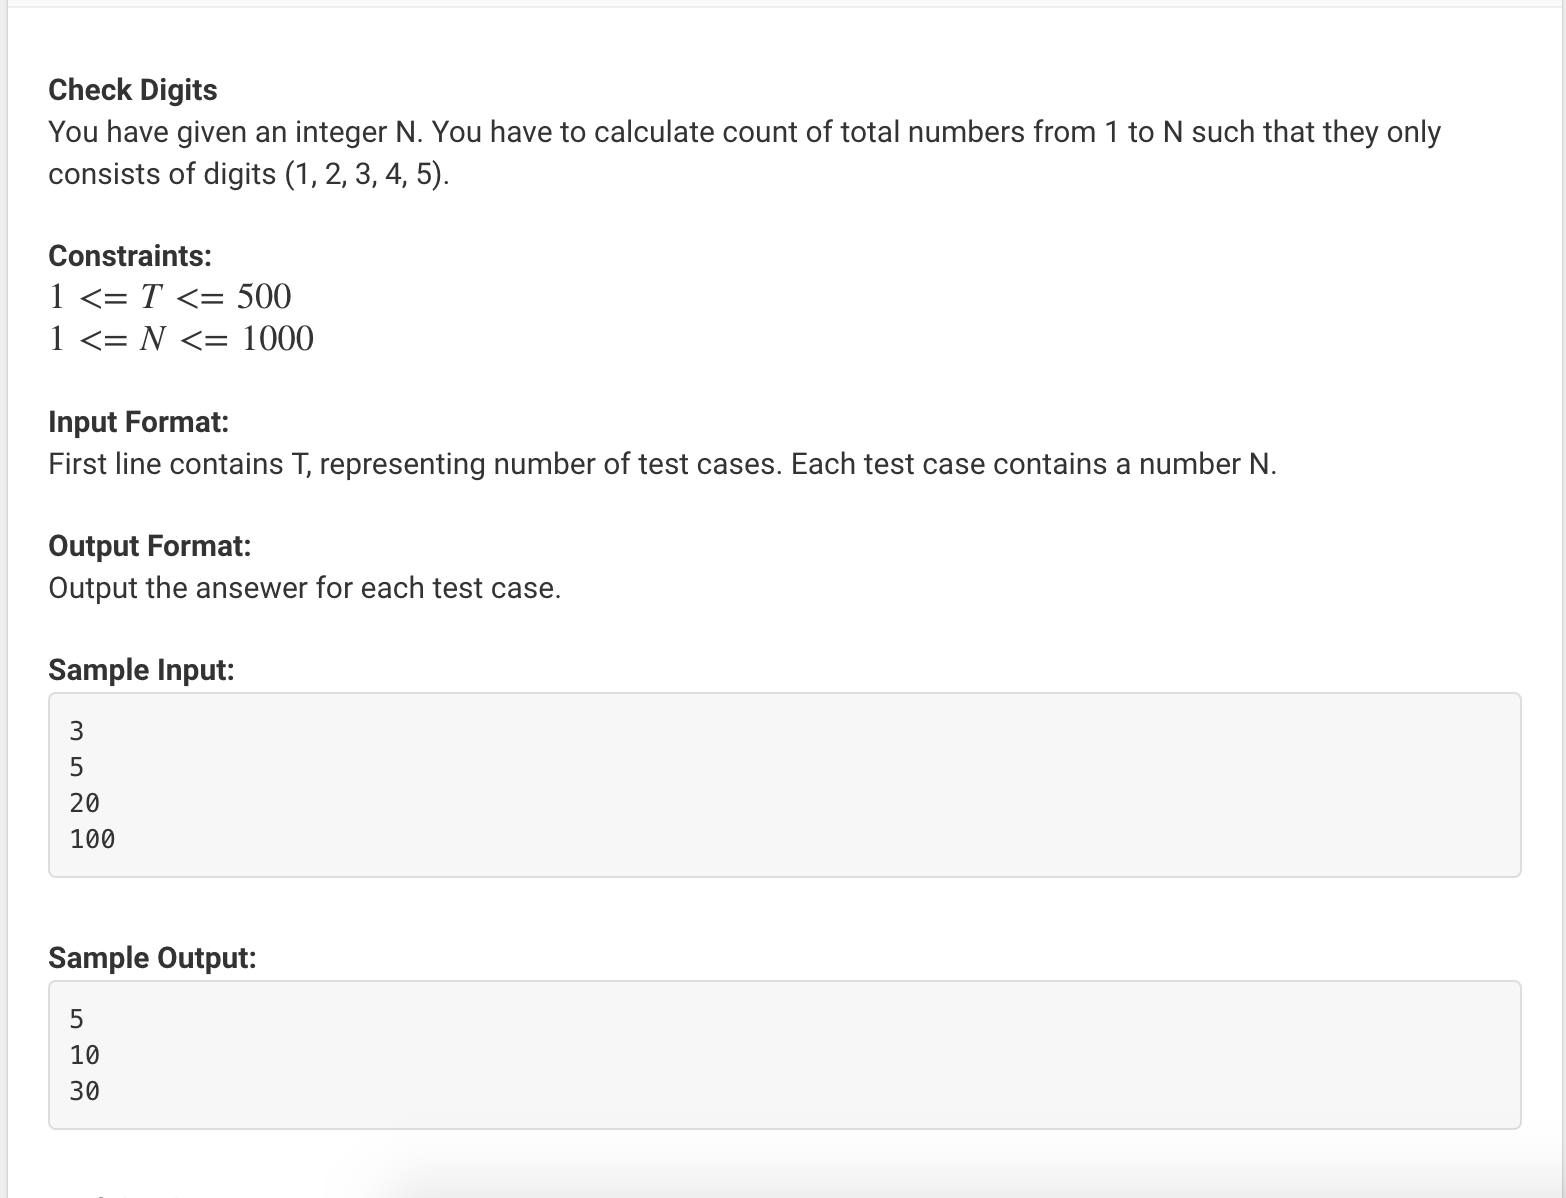 Check Digits
You have given an integer N. You have to calculate count of total numbers from 1 to N such that they only
consists of digits (1, 2, 3, 4, 5).
Constraints:
1 <= T <= 500
1 <= N <= 1000
Input Format:
First line contains T, representing number of test cases. Each test case contains a number N.
Output Format:
Output the ansewer for each test case.
Sample Input:
3
5
20
100
Sample Output:
5
10
30